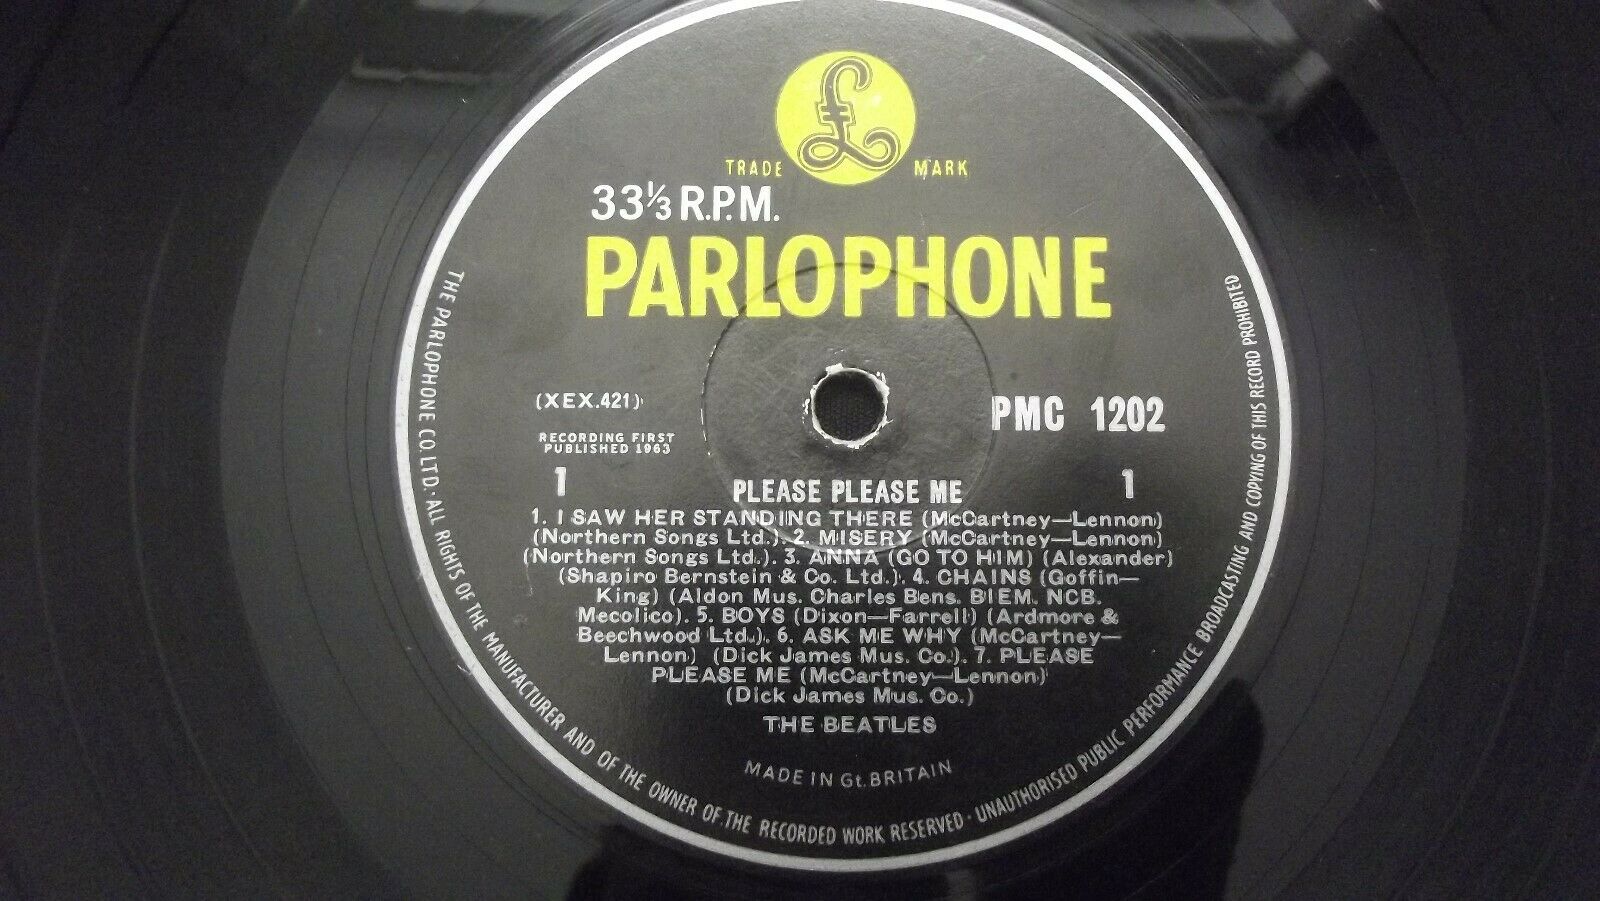 £
TRADE MARK
33⅓ R.P.M.
PARLOPHONE
(XEX.421)
PMC 1202
RECORDING FIRST
PUBLISHED 1963
1 PLEASE PLEASE ME 1
1. I SAW HER STANDING THERE (McCartney—Lennon)
(Northern Songs Ltd.). 2. MISERY (McCartney—Lennon)
(Northern Songs Ltd.). 3. ANNA (GO TO HIM) (Alexander)
(Shapiro Bernstein & Co. Ltd.). 4. CHAINS (Goffin—
King) (Aldon Mus. Charles Bens. BIEM. NCB.
Mecolico). 5. BOYS (Dixon—Farrell) (Ardmore &
Beechwood Ltd.). 6. ASK ME WHY (McCartney—
Lennon) (Dick James Mus. Co.). 7. PLEASE
PLEASE ME (McCartney—Lennon)
(Dick James Mus. Co.)
THE BEATLES
MADE IN Gt. BRITAIN
THE PARLOPHONE CO. LTD. · ALL RIGHTS OF THE MANUFACTURER AND OF THE OWNER OF THE RECORDED WORK RESERVED · UNAUTHORISED PUBLIC PERFORMANCE BROADCASTING AND COPYING OF THIS RECORD PROHIBITED